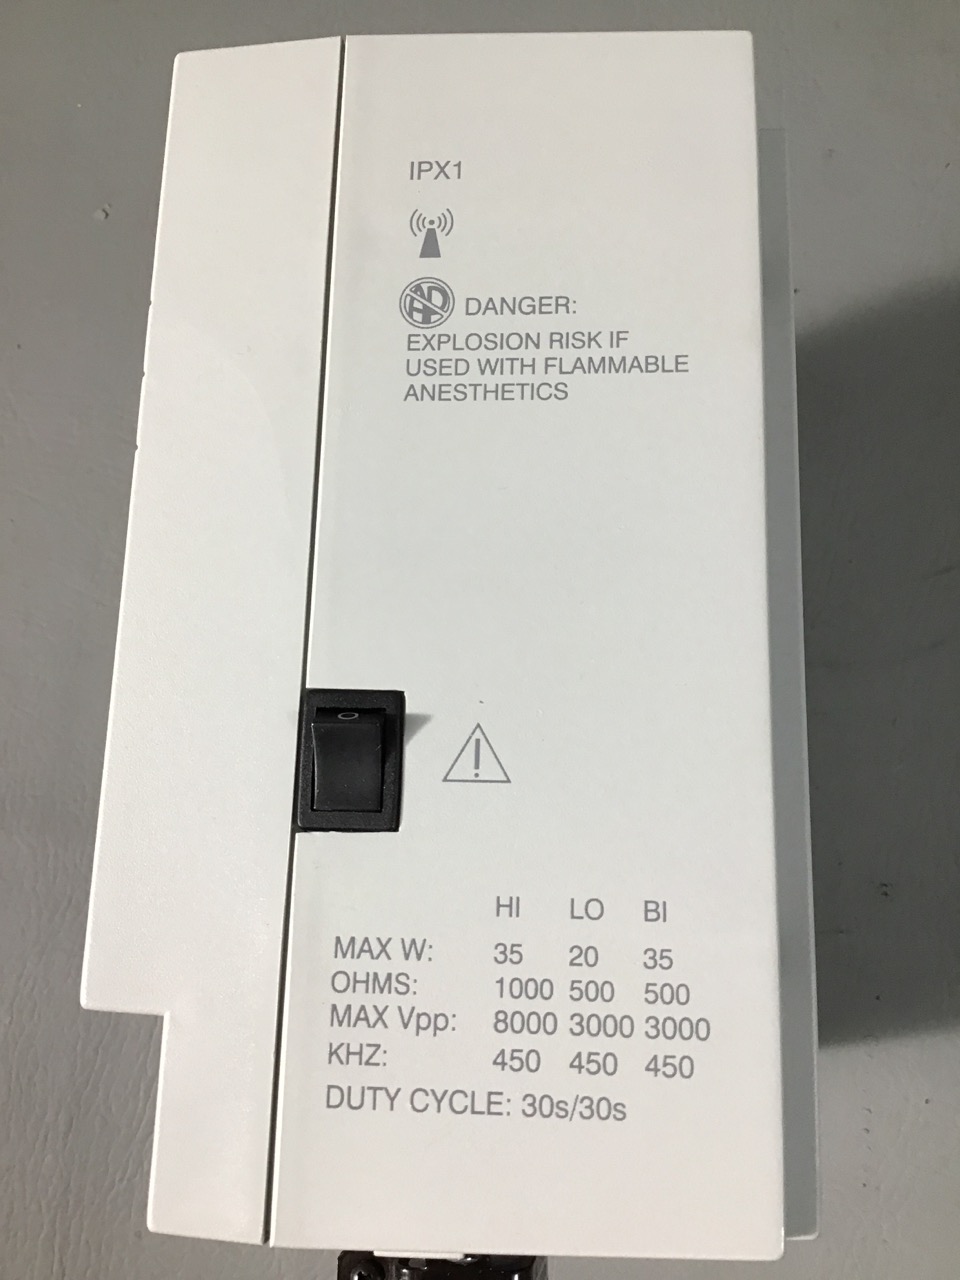 IPX1
DANGER:
EXPLOSION RISK IF
USED WITH FLAMMABLE
ANESTHETICS
HI LO BI
MAX W: 35 20 35
OHMS: 1000 500 500
MAX Vpp: 8000 3000 3000
KHZ: 450 450 450
DUTY CYCLE: 30s/30s